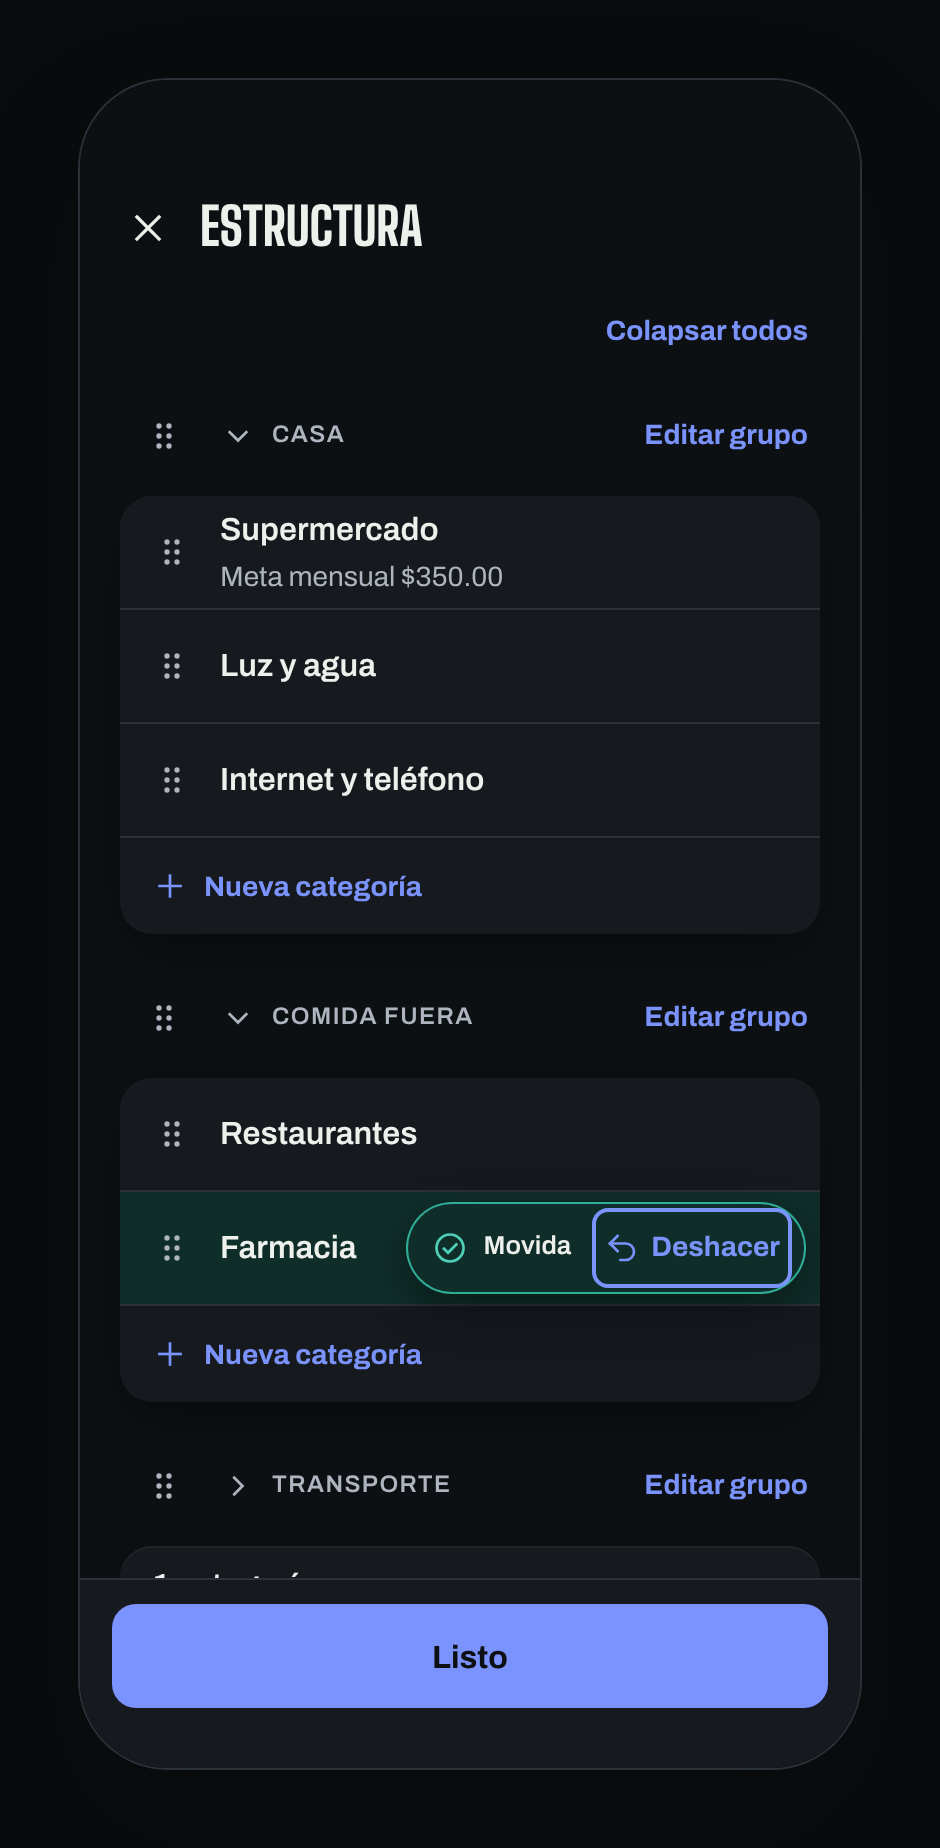 ESTRUCTURA
Colapsar todos
CASA
Editar grupo
Supermercado
Meta mensual $350.00
Luz y agua
Internet y teléfono
Nueva categoría
COMIDA FUERA
Editar grupo
Restaurantes
Farmacia
Movida
Deshacer
Nueva categoría
TRANSPORTE
Editar grupo
Listo